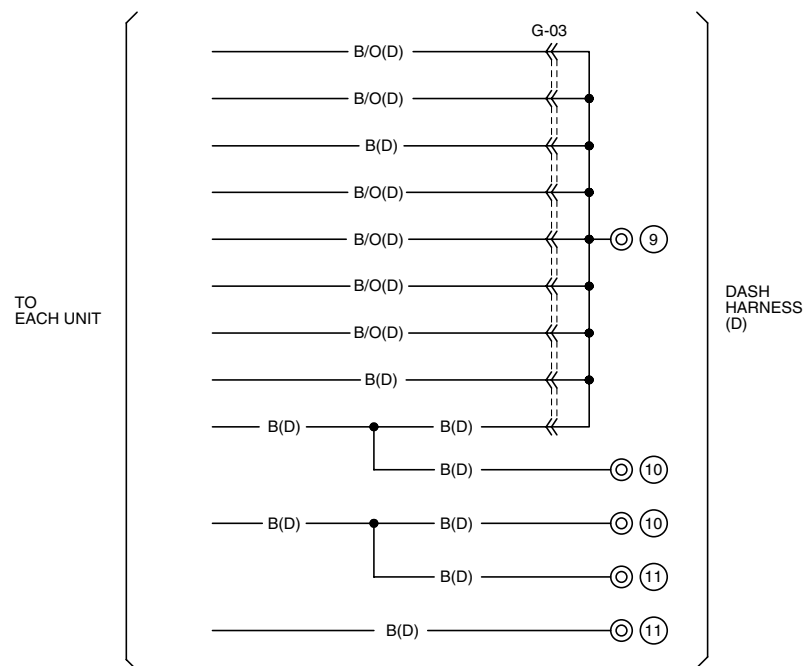 G-03
B/O(D)
B/O(D)
B(D)
B/O(D)
B/O(D) 9
B/O(D)
TO
EACH UNIT
DASH
HARNESS
(D)
B/O(D)
B(D)
B(D) B(D)
B(D) 10
B(D) B(D) 10
B(D) 11
B(D) 11